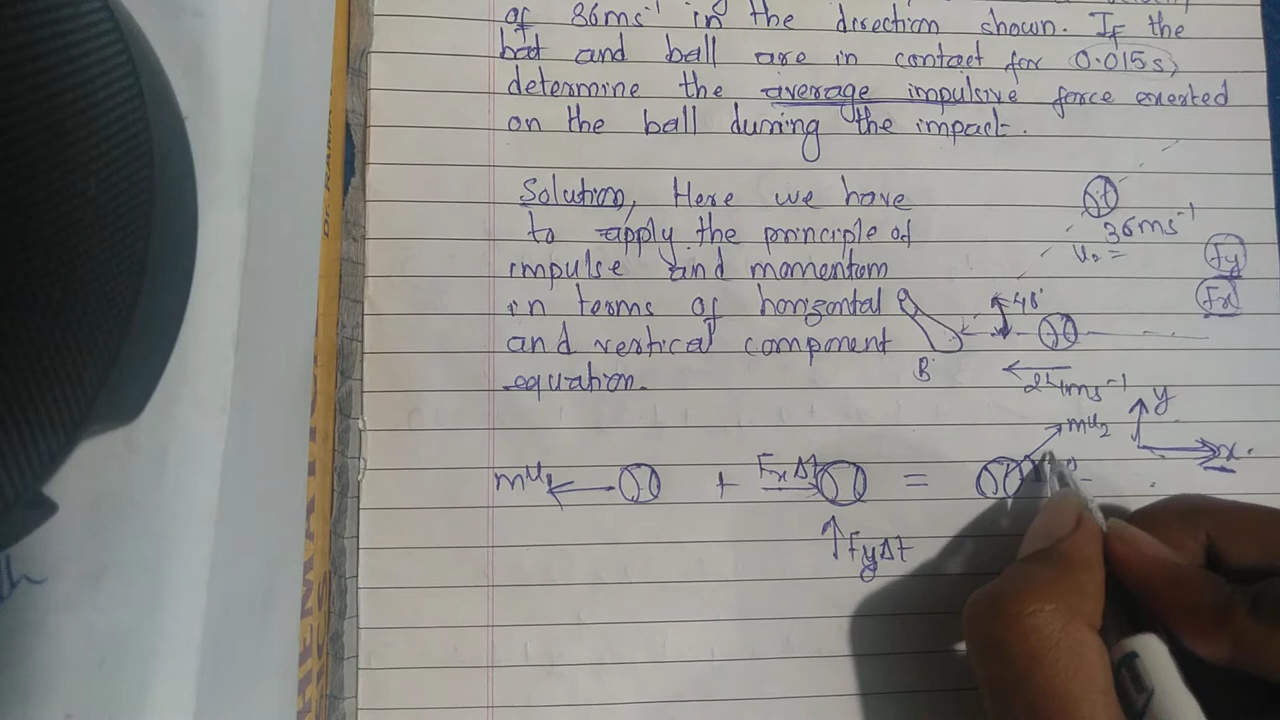 of 36ms⁻¹ in the direction shown. If the
bat and ball are in contact for 0.015s,
determine the average impulsive force exerted
on the ball durning the impact.
Solution, Here we have
to apply the principle of
impulse and momentum
in terms of horizontal
and vertical component
equation.
36ms⁻¹
u₂ =
Fy
Fx
40°
B
24ms⁻¹
y
x
mu₁
+
FxΔt
=
mu₂
FyΔt